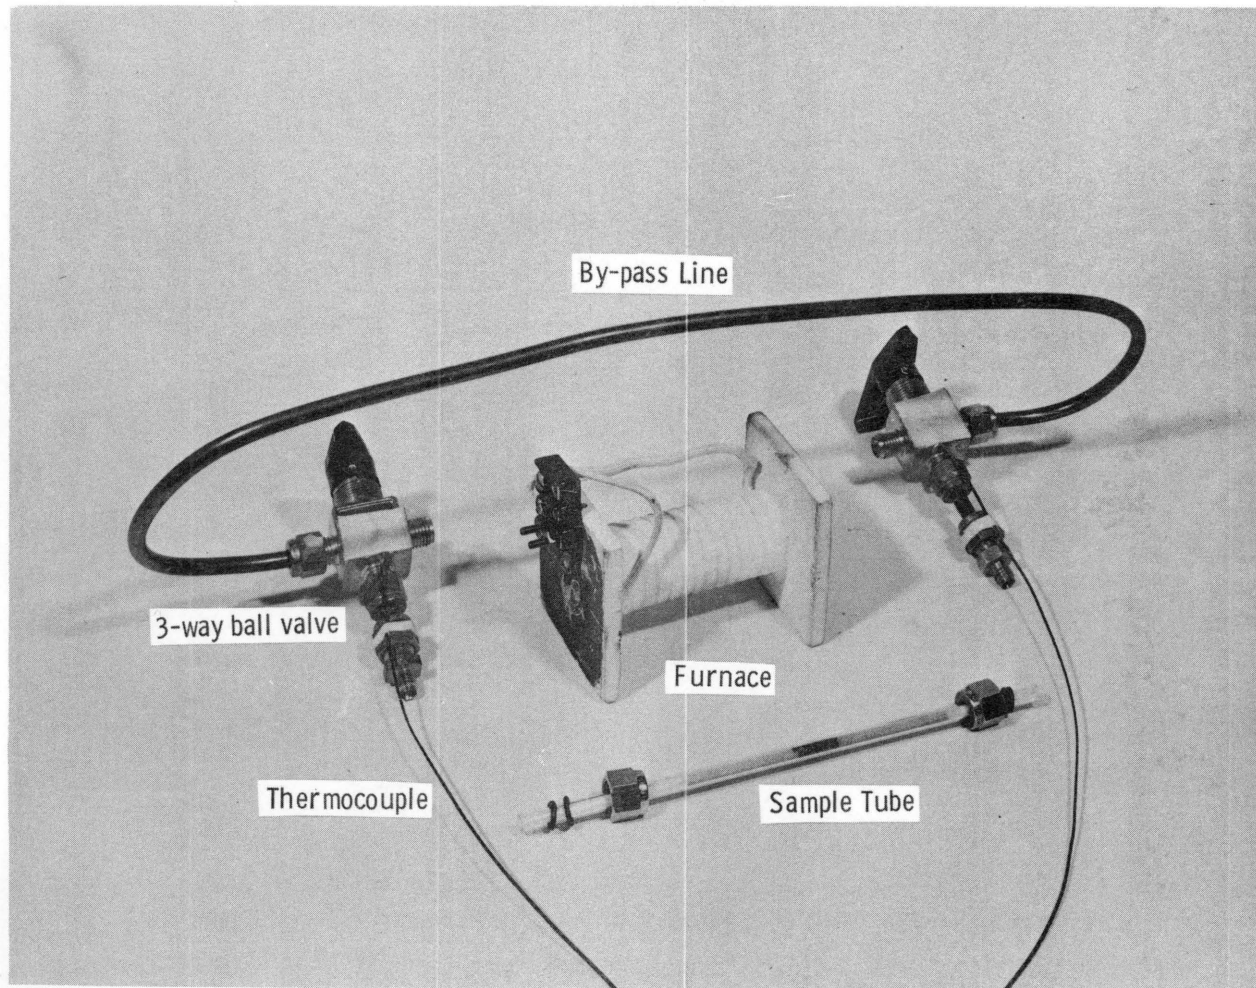 By-pass Line
3-way ball valve
Furnace
Thermocouple
Sample Tube